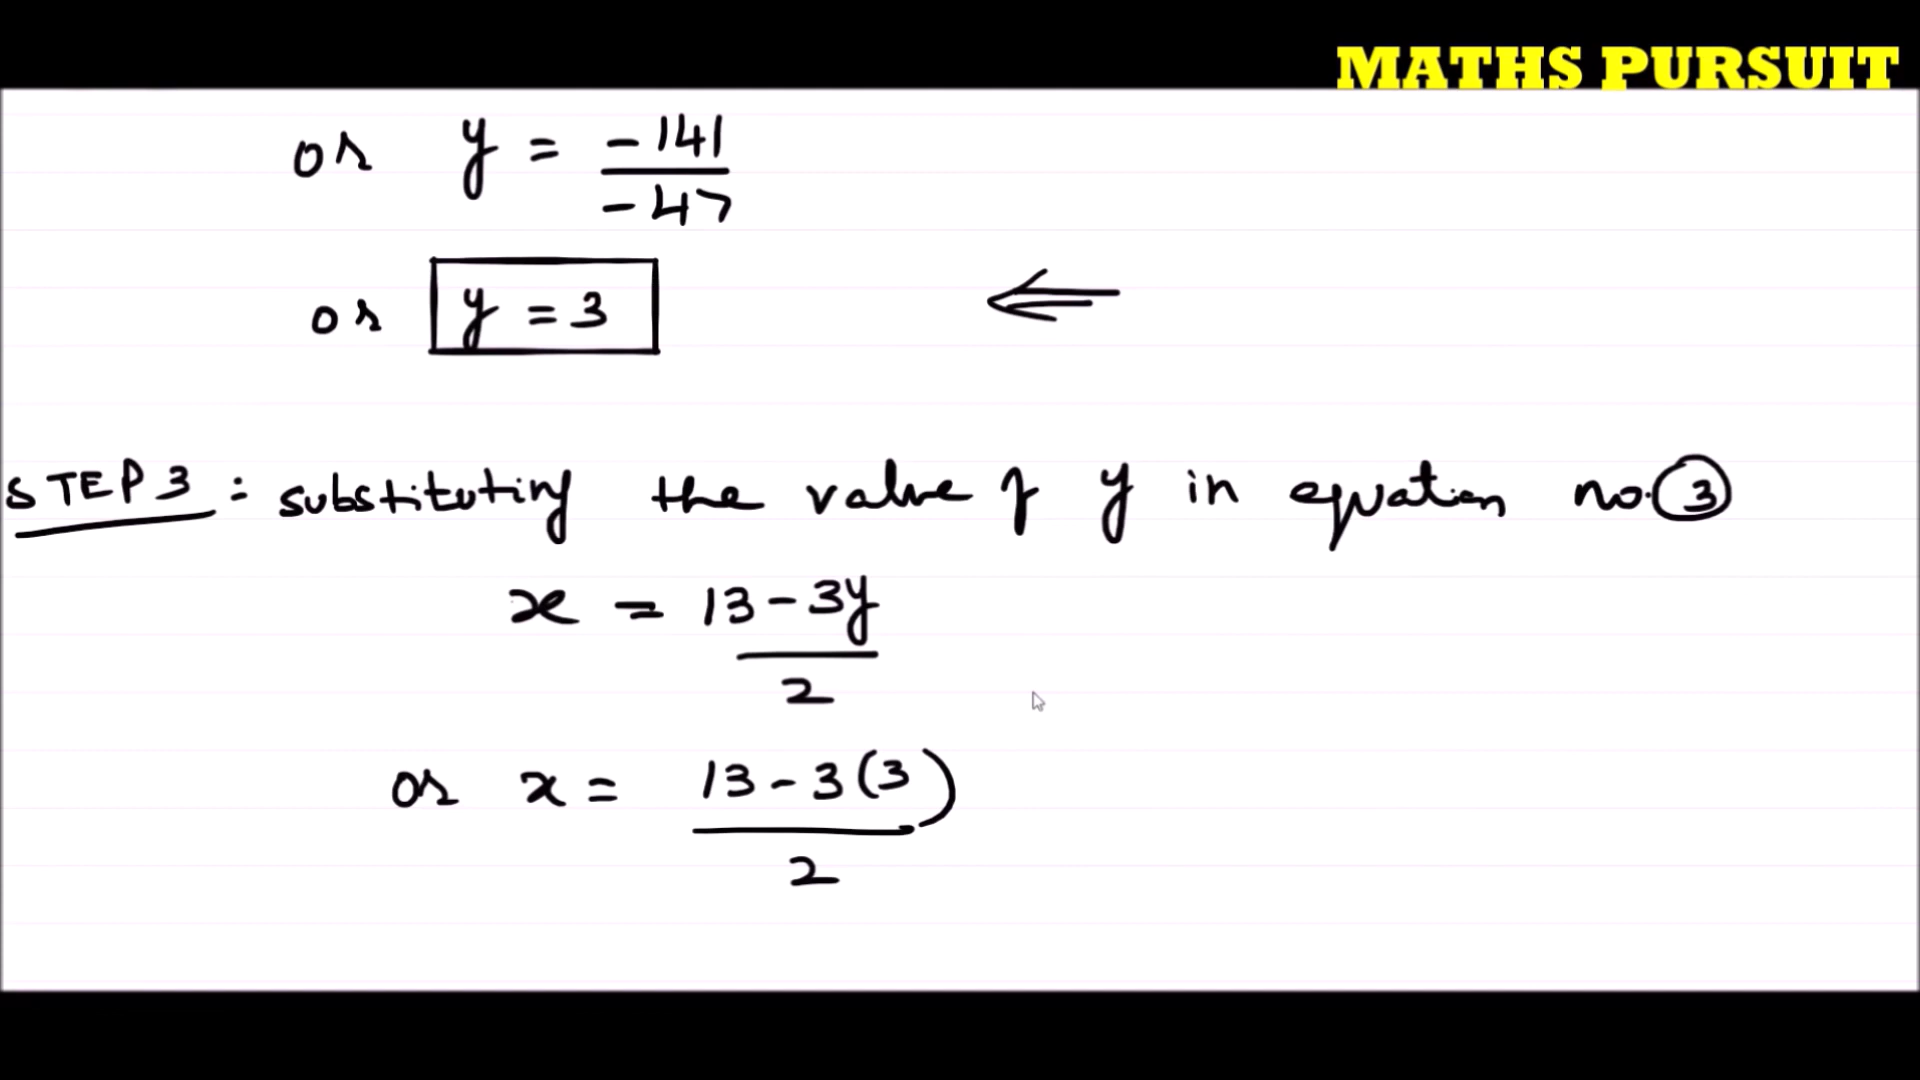 MATHS PURSUIT
or y = -141
-47
or y = 3
STEP 3 : substituting the value of y in equation no. 3
x = 13 - 3y
2
or x = 13 - 3(3)
2